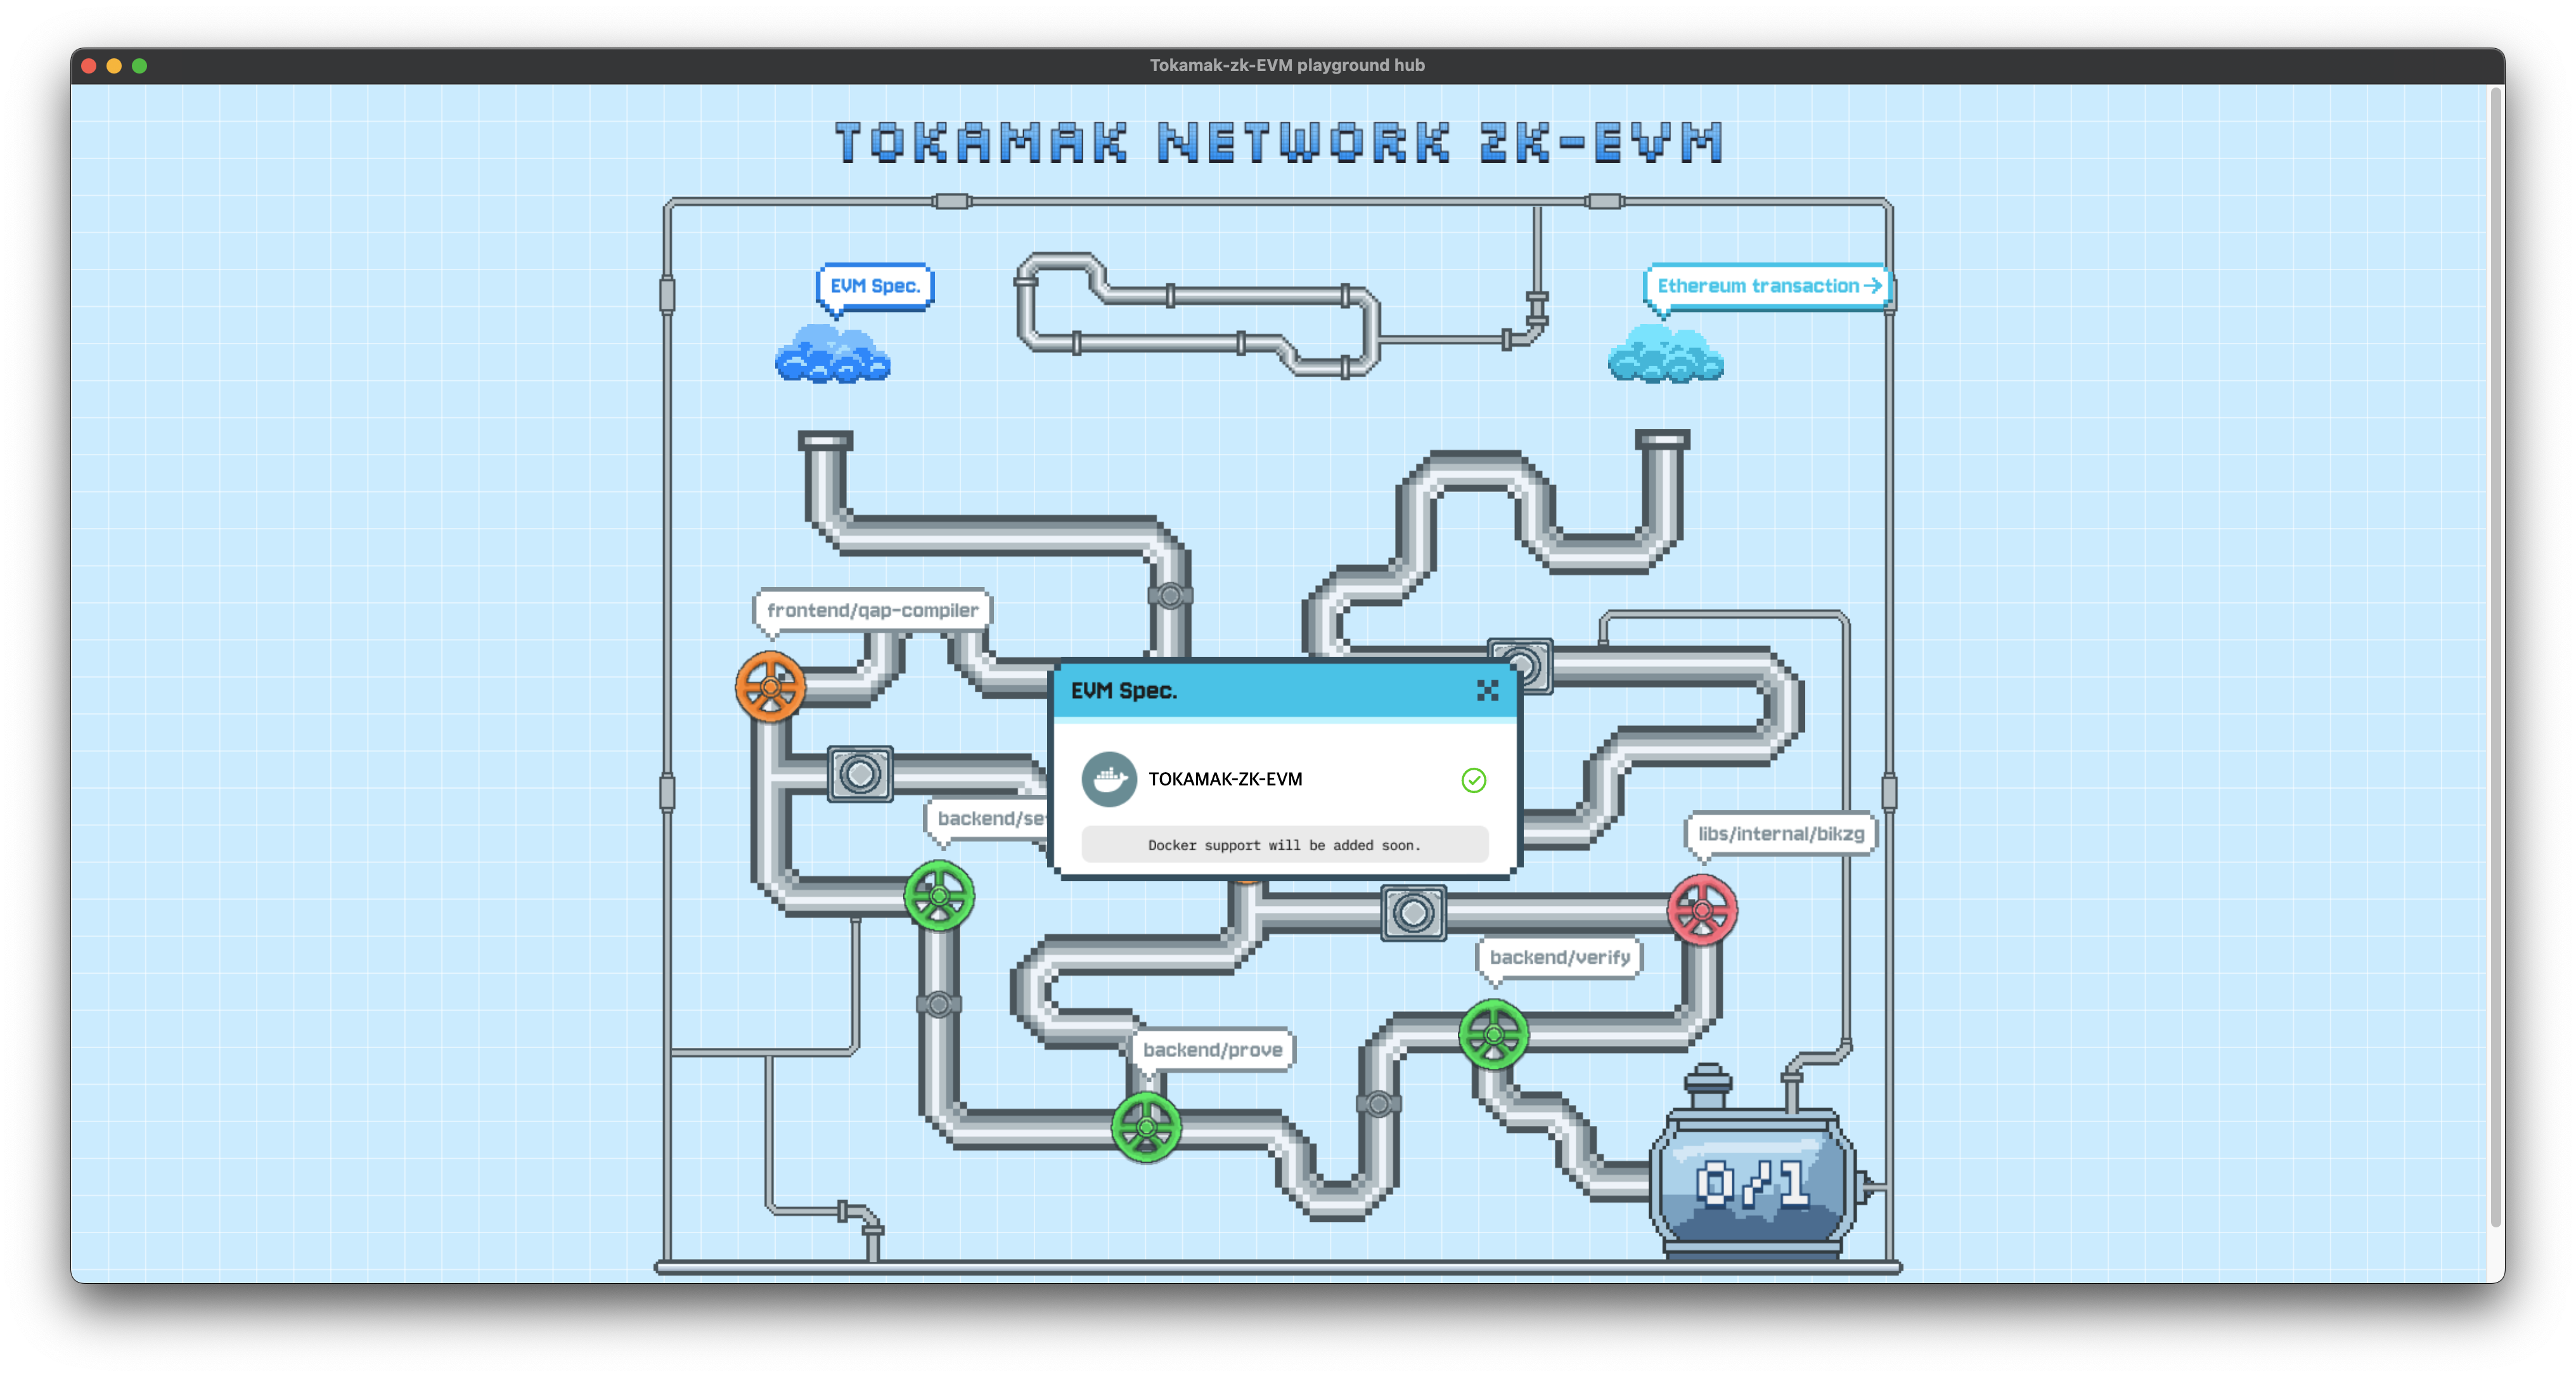 Tokamak-zk-EVM playground hub
TOKAMAK NETWORK ZK-EVM
EVM Spec.
Ethereum transaction→
frontend/qap-compiler
EVM Spec.
TOKAMAK-ZK-EVM
Docker support will be added soon.
backend/se
libs/internal/bikzg
backend/verify
backend/prove
0/1